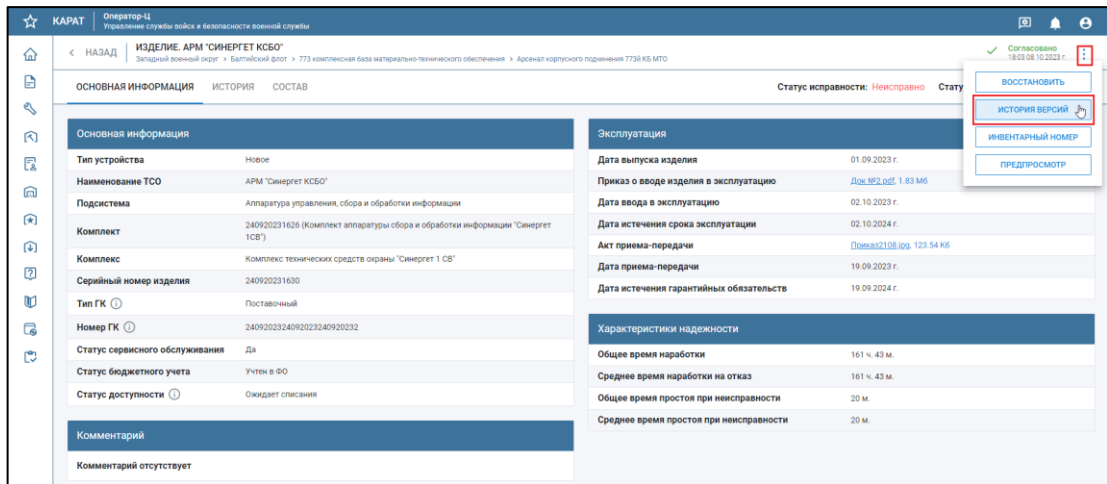 КАРАТ
Оператор-Ц
Управление службы войск и безопасности военной службы
НАЗАД
ИЗДЕЛИЕ. АРМ "СИНЕРГЕТ КСБО"
Западный военный округ > Балтийский флот > 773 комплексная база материально-технического обеспечения > Арсенал корпусного подчинения 773й КБ МТО
Согласовано
18:03 08.10.2023 г.
ОСНОВНАЯ ИНФОРМАЦИЯ ИСТОРИЯ СОСТАВ
Статус исправности: Неисправно Стату
ВОССТАНОВИТЬ
ИСТОРИЯ ВЕРСИЙ
ИНВЕНТАРНЫЙ НОМЕР
ПРЕДПРОСМОТР
Основная информация
Тип устройства Новое
Наименование ТСО АРМ "Синергет КСБО"
Подсистема Аппаратура управления, сбора и обработки информации
Комплект 240920231626 (Комплект аппаратуры сбора и обработки информации "Синергет
1СВ")
Комплекс Комплекс технических средств охраны "Синергет 1 СВ"
Серийный номер изделия 240920231630
Тип ГК Поставочный
Номер ГК 2409202324092023240920232
Статус сервисного обслуживания Да
Статус бюджетного учета Учтен в ФО
Статус доступности Ожидает списания
Комментарий
Комментарий отсутствует
Эксплуатация
Дата выпуска изделия 01.09.2023 г.
Приказ о вводе изделия в эксплуатацию Док №2.pdf, 1.83 Мб
Дата ввода в эксплуатацию 02.10.2023 г.
Дата истечения срока эксплуатации 02.10.2024 г.
Акт приема-передачи Приказ2108.jpg, 123.54 Кб
Дата приема-передачи 19.09.2023 г.
Дата истечения гарантийных обязательств 19.09.2024 г.
Характеристики надежности
Общее время наработки 161 ч. 43 м.
Среднее время наработки на отказ 161 ч. 43 м.
Общее время простоя при неисправности 20 м.
Среднее время простоя при неисправности 20 м.